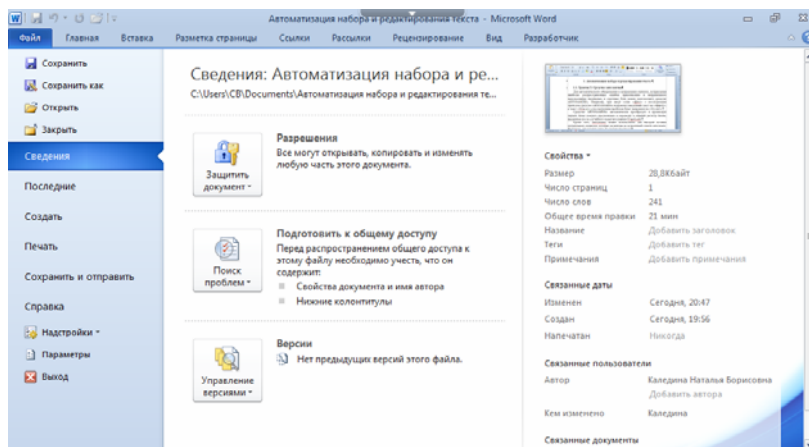 Автоматизация набора и редактирования текста - Microsoft Word
Файл Главная Вставка Разметка страницы Ссылки Рассылки Рецензирование Вид Разработчик
Сохранить
Сохранить как
Открыть
Закрыть
Сведения
Последние
Создать
Печать
Сохранить и отправить
Справка
Надстройки
Параметры
Выход
Сведения: Автоматизация набора и ре...
C:\Users\CB\Documents\Автоматизация набора и редактирования те...
Защитить
документ
Разрешения
Все могут открывать, копировать и изменять
любую часть этого документа.
Поиск
проблем
Подготовить к общему доступу
Перед распространением общего доступа к
этому файлу необходимо учесть, что он
содержит:
Свойства документа и имя автора
Нижние колонтитулы
Управление
версиями
Версии
Нет предыдущих версий этого файла.
Свойства
Размер 28,8Кбайт
Число страниц 1
Число слов 241
Общее время правки 21 мин
Название Добавить заголовок
Теги Добавить тег
Примечания Добавить примечания
Связанные даты
Изменен Сегодня, 20:47
Создан Сегодня, 19:56
Напечатан Никогда
Связанные пользователи
Автор Каледина Наталья Борисовна
Добавить автора
Кем изменено Каледина
Связанные документы